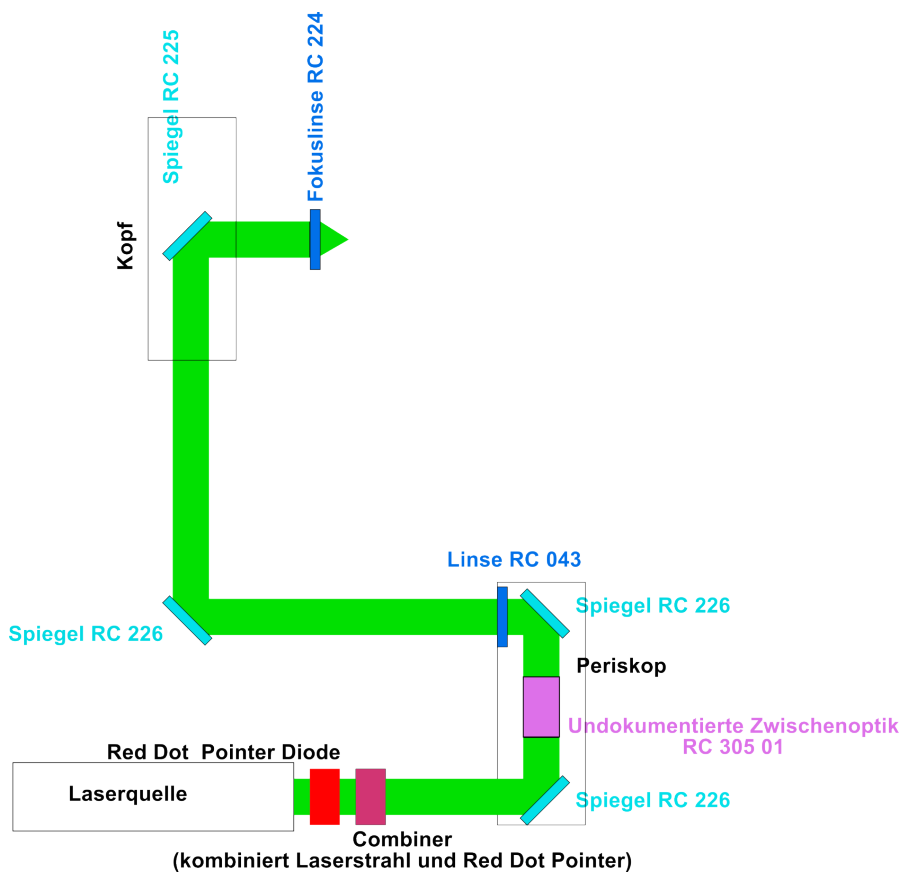 Spiegel RC 225
Fokuslinse RC 224
Kopf
Linse RC 043
Spiegel RC 226
Spiegel RC 226
Periskop
Undokumentierte Zwischenoptik
RC 305 01
Red Dot  Pointer Diode
Laserquelle
Spiegel RC 226
Combiner
(kombiniert Laserstrahl und Red Dot Pointer)